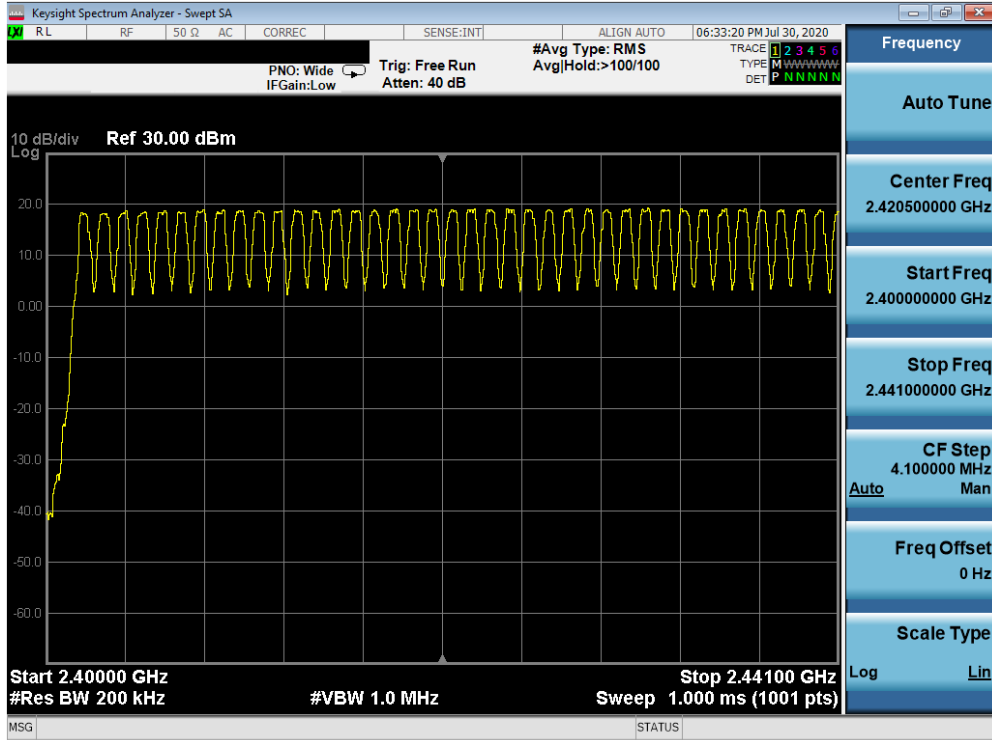 Keysight Spectrum Analyzer - Swept SA
LXI RL RF 50 Ω AC CORREC SENSE:INT ALIGN AUTO 06:33:20 PM Jul 30, 2020
PNO: Wide Trig: Free Run #Avg Type: RMS TRACE 1 2 3 4 5 6
IFGain:Low Atten: 40 dB Avg|Hold:>100/100 TYPE M WWWWW
DET P N N N N N
10 dB/div Ref 30.00 dBm
Log
20.0
10.0
0.00
-10.0
-20.0
-30.0
-40.0
-50.0
-60.0
Start 2.40000 GHz Stop 2.44100 GHz
#Res BW 200 kHz #VBW 1.0 MHz Sweep 1.000 ms (1001 pts)
MSG STATUS
Frequency
Auto Tune
Center Freq
2.420500000 GHz
Start Freq
2.400000000 GHz
Stop Freq
2.441000000 GHz
CF Step
4.100000 MHz
Auto Man
Freq Offset
0 Hz
Scale Type
Log Lin